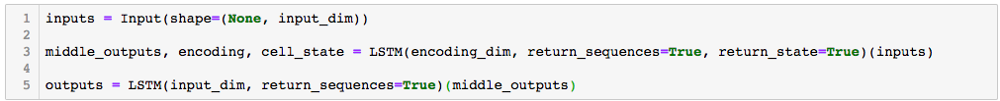 1 inputs = Input(shape=(None, input_dim))
2
3 middle_outputs, encoding, cell_state = LSTM(encoding_dim, return_sequences=True, return_state=True)(inputs)
4
5 outputs = LSTM(input_dim, return_sequences=True)(middle_outputs)